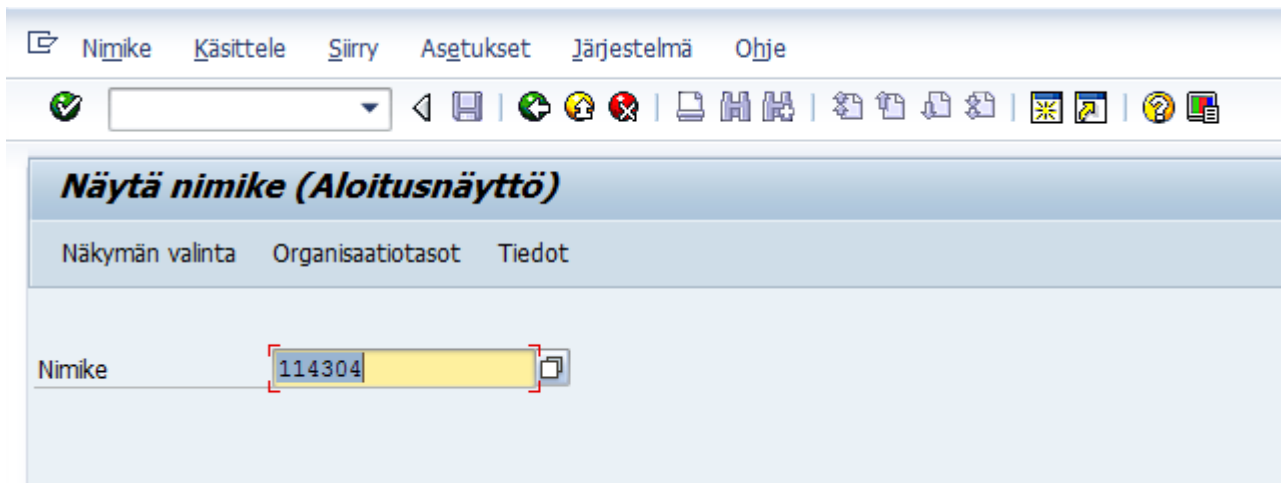 Nimike Käsittele Siirry Asetukset Järjestelmä Ohje
Näytä nimike (Aloitusnäyttö)
Näkymän valinta Organisaatiotasot Tiedot
Nimike 114304